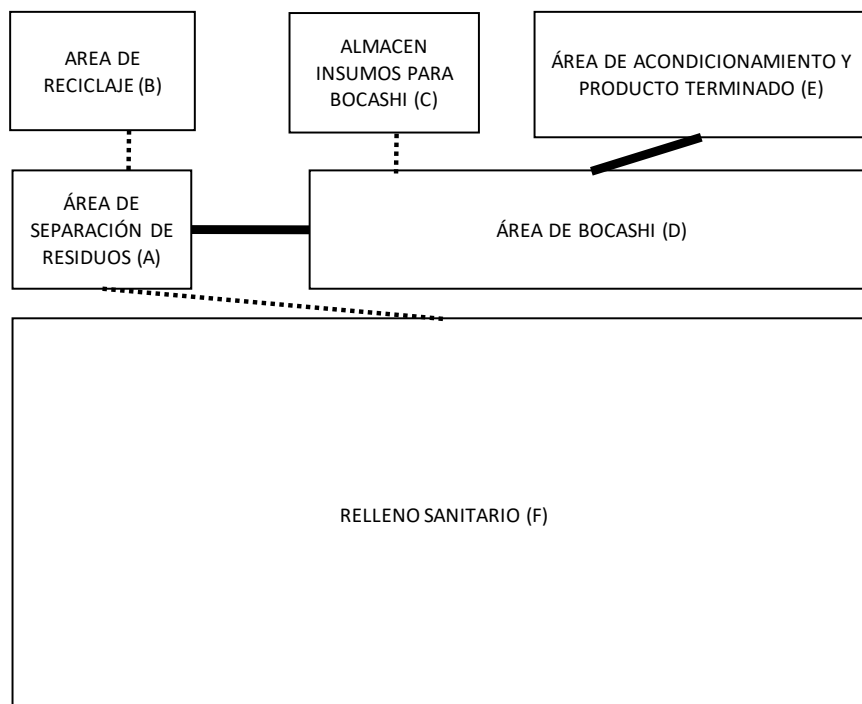 AREA DE
RECICLAJE (B)
ALMACEN
INSUMOS PARA
BOCASHI (C)
ÁREA DE ACONDICIONAMIENTO Y
PRODUCTO TERMINADO (E)
ÁREA DE
SEPARACIÓN DE
RESIDUOS (A)
ÁREA DE BOCASHI (D)
RELLENO SANITARIO (F)